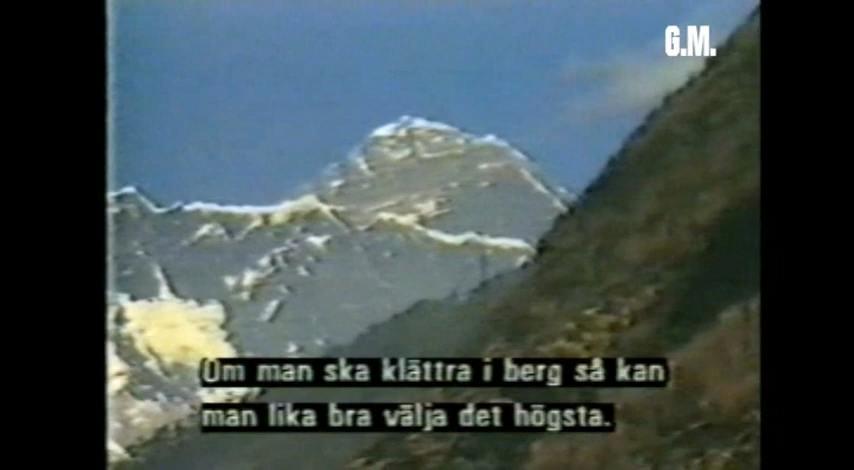 G.M.
Om man ska klättra i berg så kan
man lika bra välja det högsta.